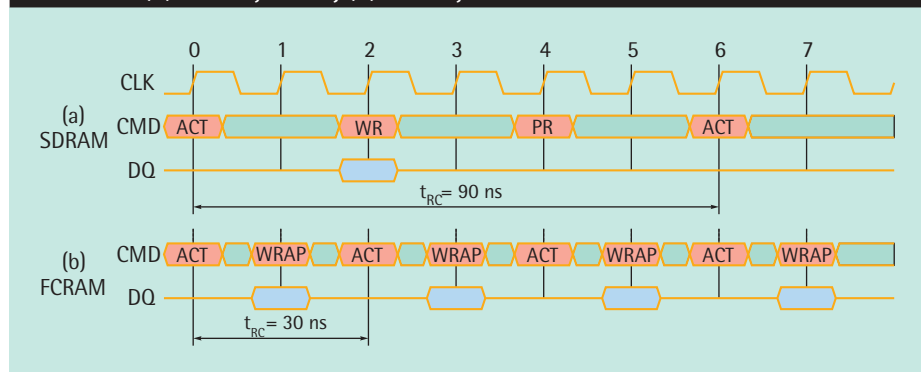 0 1 2 3 4 5 6 7
CLK
(a)
SDRAM
CMD ACT WR PR ACT
DQ
tRC= 90 ns
(b)
FCRAM
CMD ACT WRAP ACT WRAP ACT WRAP ACT WRAP
DQ
tRC= 30 ns